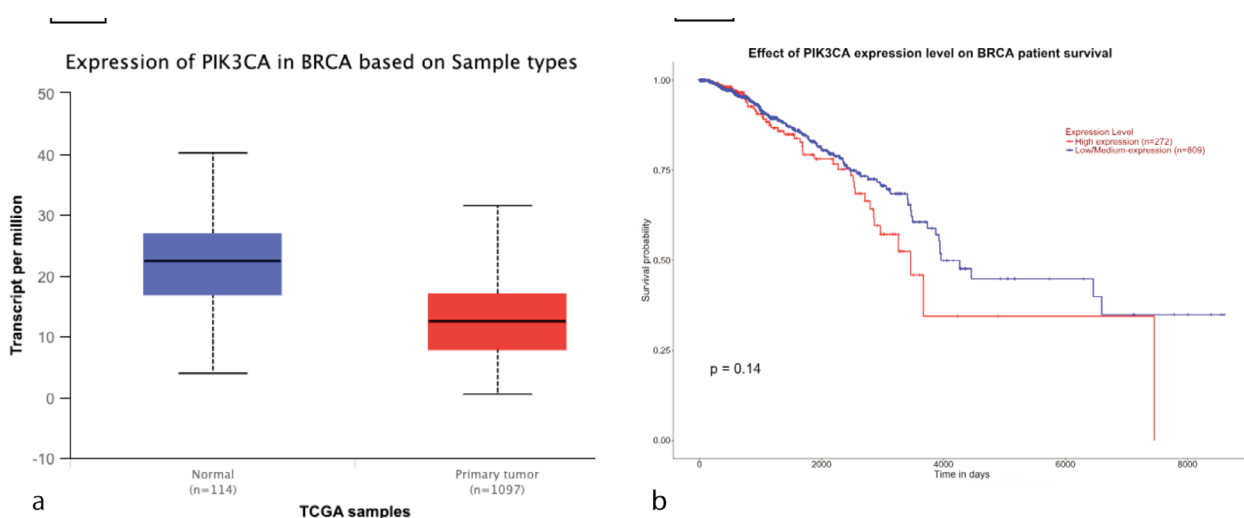 Expression of PIK3CA in BRCA based on Sample types
50
40
30
20
10
0
-10
Transcript per million
Normal
(n=114)
Primary tumor
(n=1097)
TCGA samples
a
Effect of PIK3CA expression level on BRCA patient survival
1.00
0.75
0.50
0.25
0.00
Survival probability
Expression Level
High expression (n=272)
Low/Medium-expression (n=809)
p = 0.14
0
2000
4000
6000
8000
Time in days
b